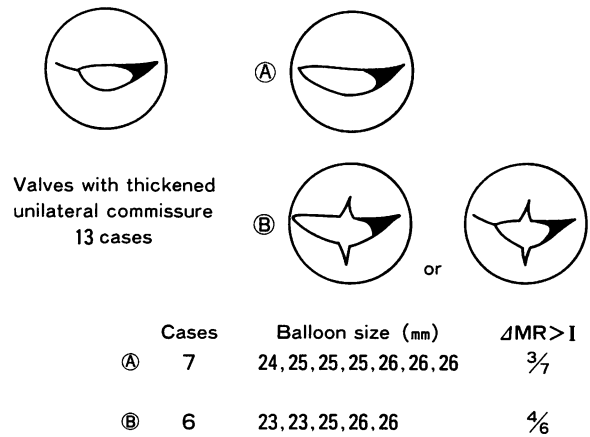 Ⓐ
Valves with thickened
unilateral commissure
13 cases
Ⓑ
or
Cases Balloon size (mm) ⊿MR>I
Ⓐ 7 24,25,25,25,26,26,26 3/7
Ⓑ 6 23,23,25,26,26 4/6